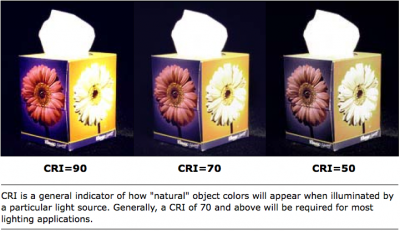 CRI=90 CRI=70 CRI=50
CRI is a general indicator of how "natural" object colors will appear when illuminated by
a particular light source. Generally, a CRI of 70 and above will be required for most
lighting applications.